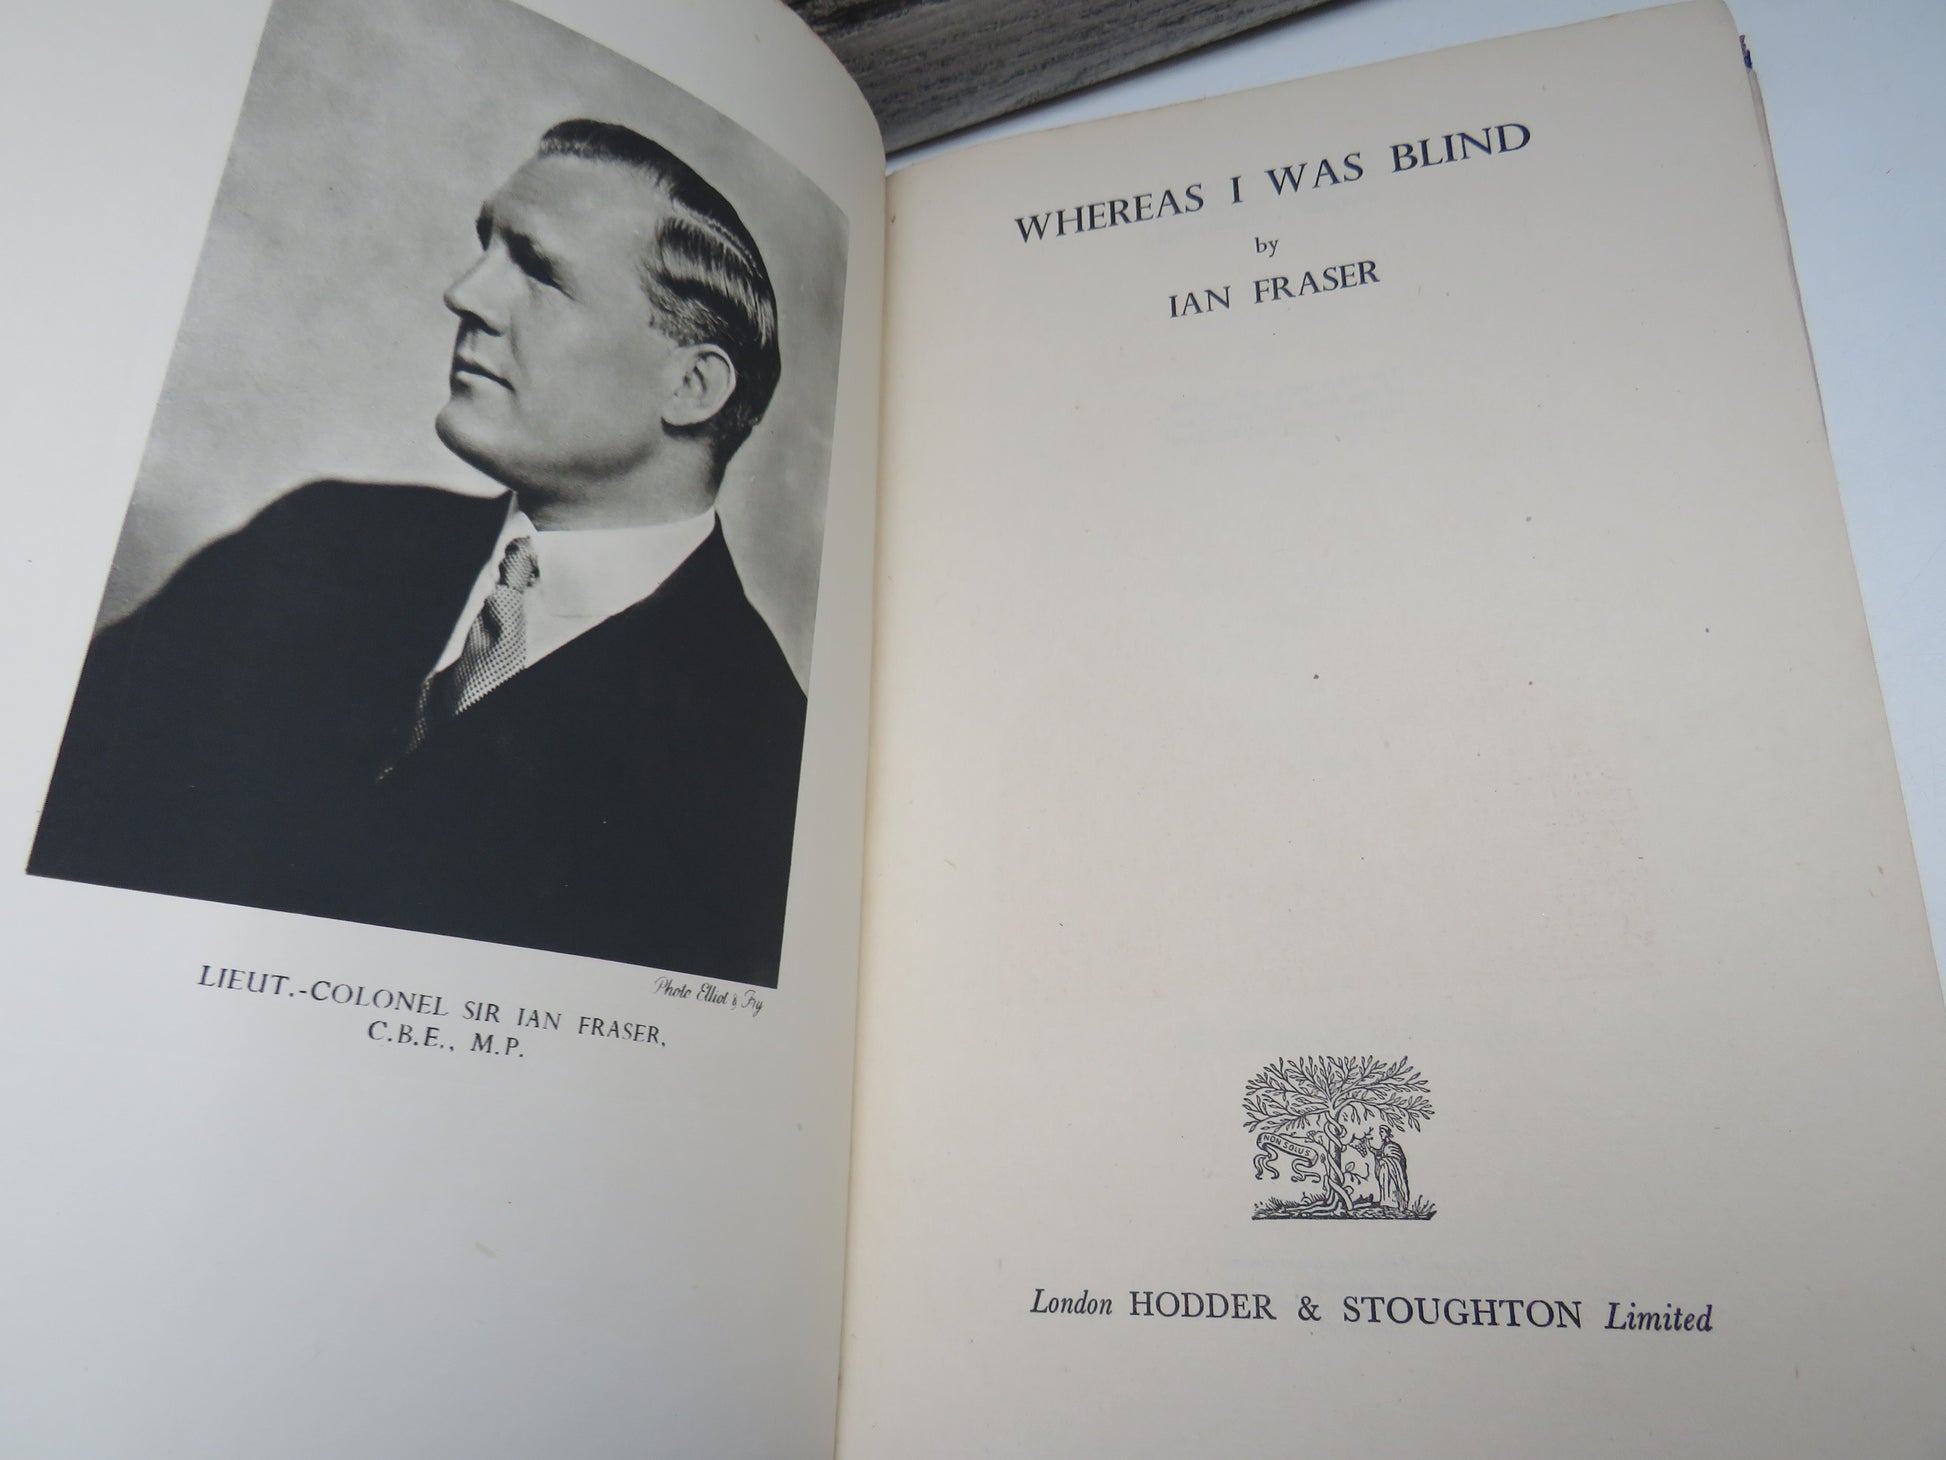 Photo Elliot & Fry
LIEUT.-COLONEL SIR IAN FRASER,
C.B.E., M.P.
WHEREAS I WAS BLIND
by
IAN FRASER
NON SOLUS
London HODDER & STOUGHTON Limited